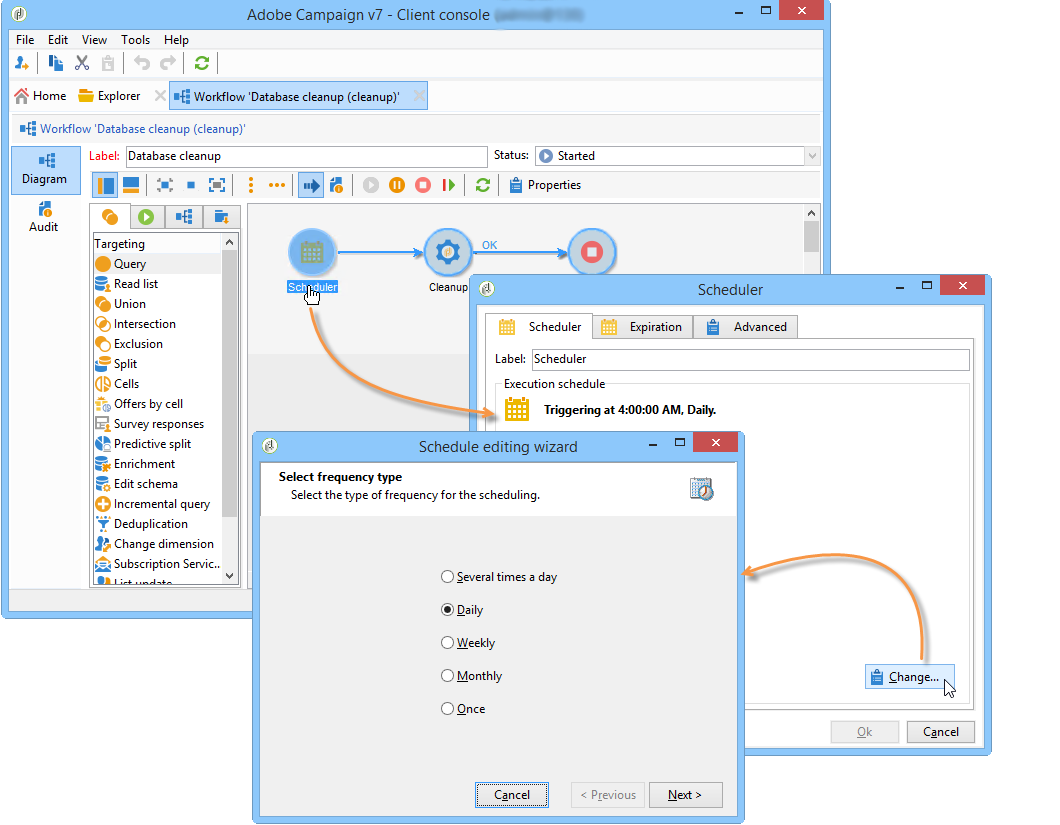 Adobe Campaign v7 - Client console
File Edit View Tools Help
Home Explorer Workflow 'Database cleanup (cleanup)'
Workflow 'Database cleanup (cleanup)'
Diagram
Audit
Label: Database cleanup Status: Started
Properties
Targeting
Query
Read list
Union
Intersection
Exclusion
Split
Cells
Offers by cell
Survey responses
Predictive split
Enrichment
Edit schema
Incremental query
Deduplication
Change dimension
Subscription Servic...
List update
Scheduler
Cleanup
OK
Scheduler
Scheduler Expiration Advanced
Label: Scheduler
Execution schedule
Triggering at 4:00:00 AM, Daily.
Change...
Ok Cancel
Schedule editing wizard
Select frequency type
Select the type of frequency for the scheduling.
Several times a day
Daily
Weekly
Monthly
Once
Cancel < Previous Next >